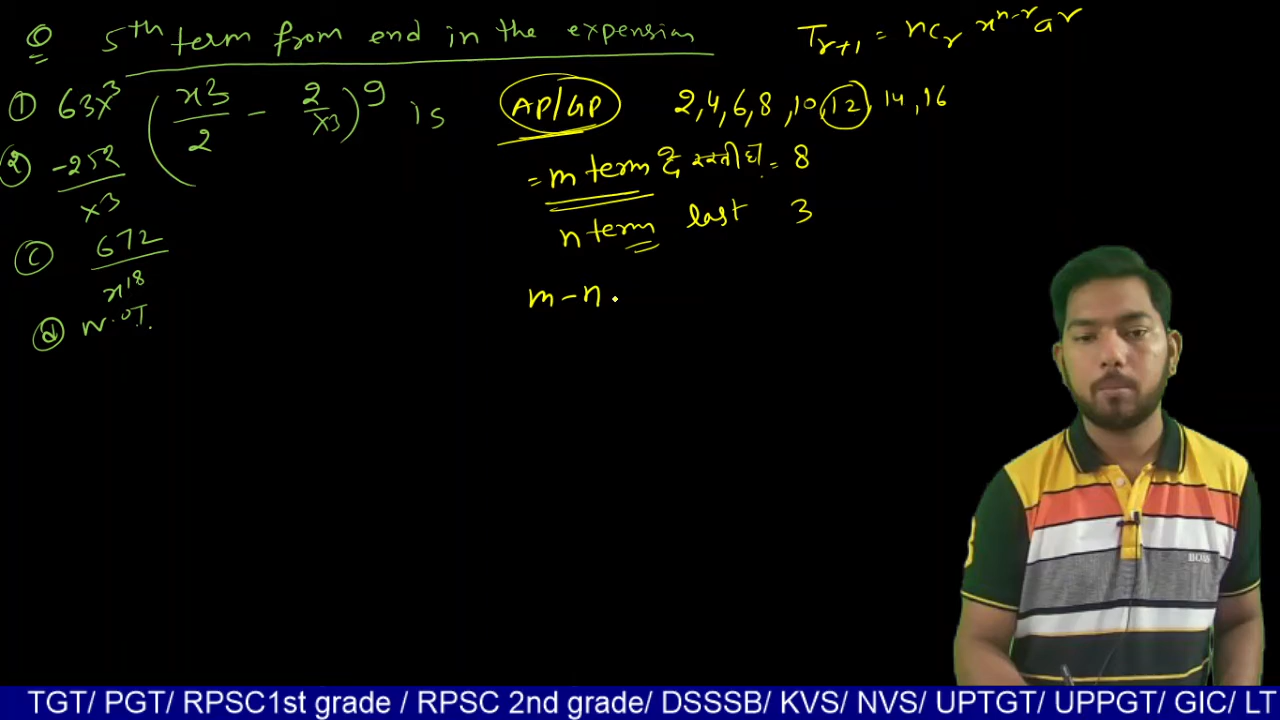 Q 5th term from end in the expension
① 63x³ (x³/2 - 2/x3)⁹ is
② -252/x3
ⓒ 672/x18
ⓓ N.OT.
Tr+1 = ncr x^n-r a^r
AP/GP 2,4,6,8,10,12,14,16
= m term = 8
n term last 3
m-n.
BOSS
TGT/ PGT/ RPSC1st grade / RPSC 2nd grade/ DSSSB/ KVS/ NVS/ UPTGT/ UPPGT/ GIC/ LT